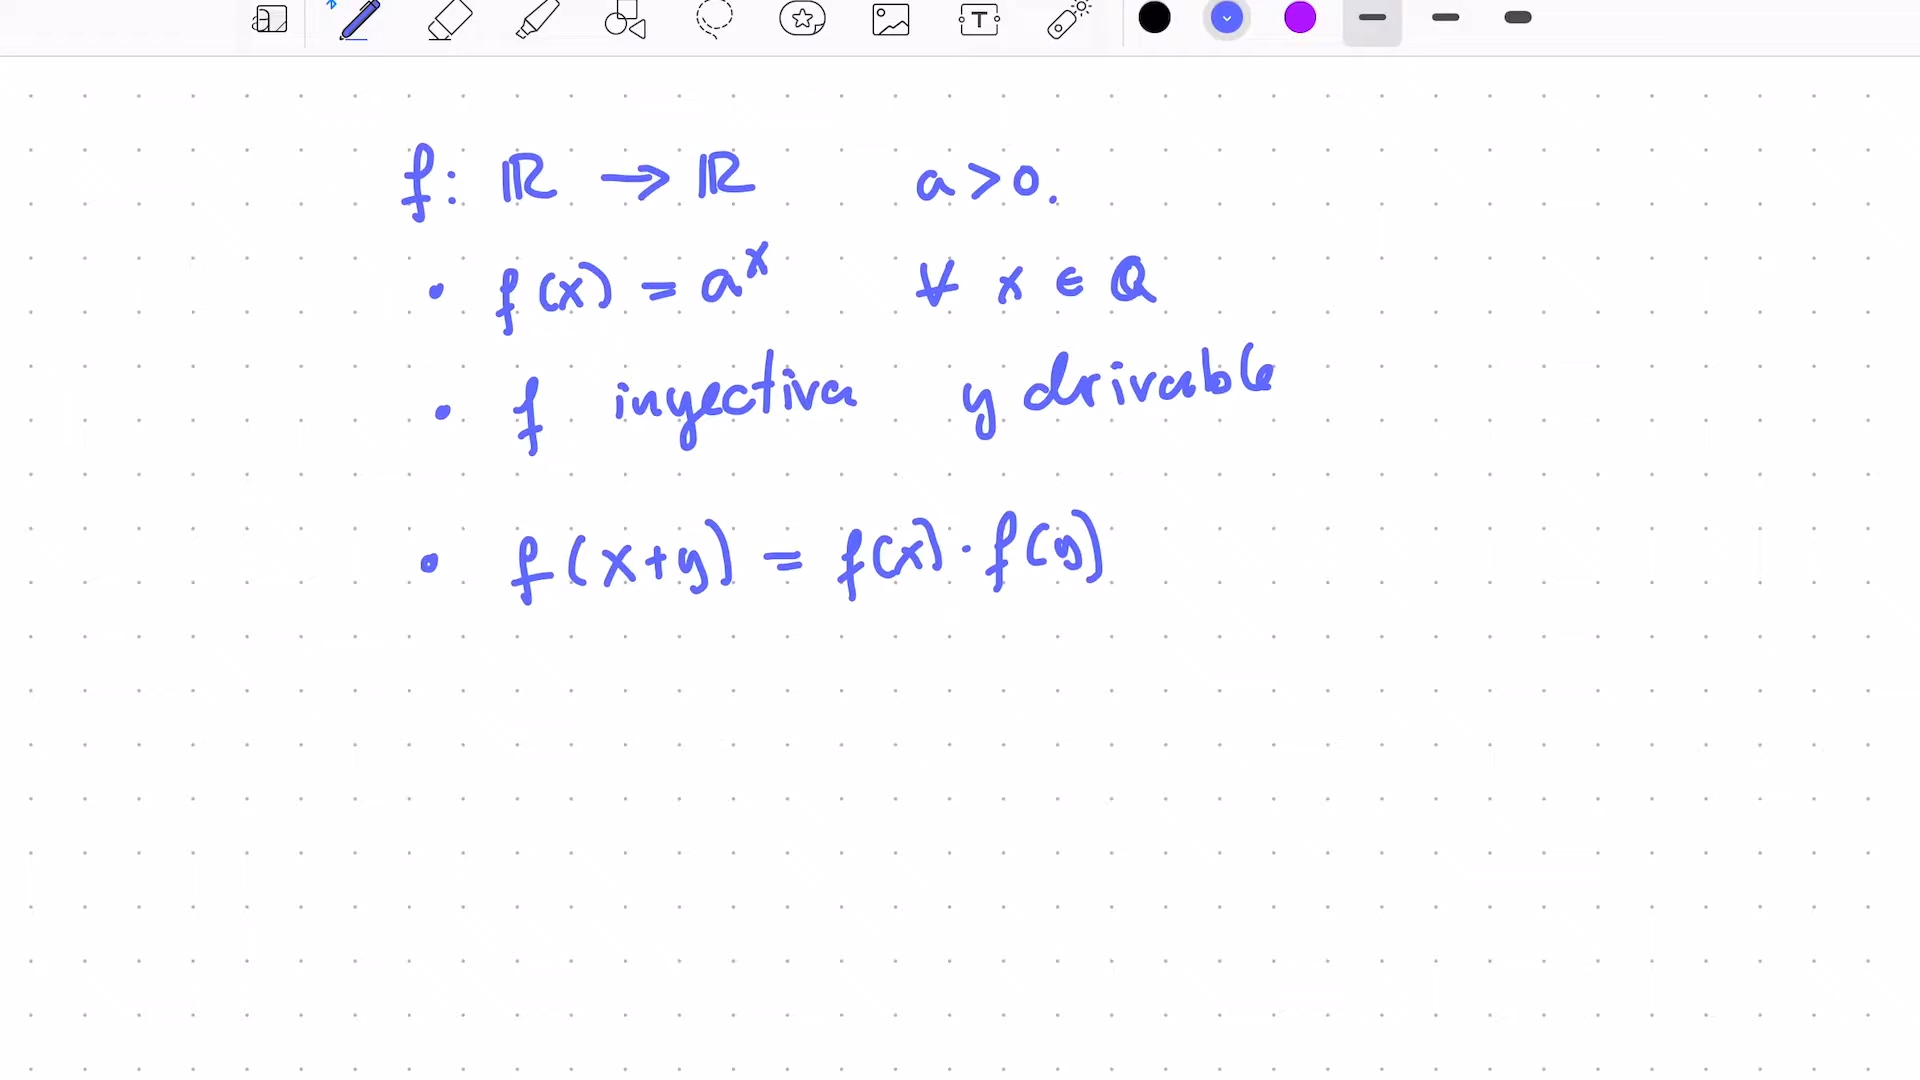 f: ℝ → ℝ a > 0.
• f(x) = a^x ∀ x ∈ ℚ
• f inyectiva y drivable
• f(x+y) = f(x) · f(y)